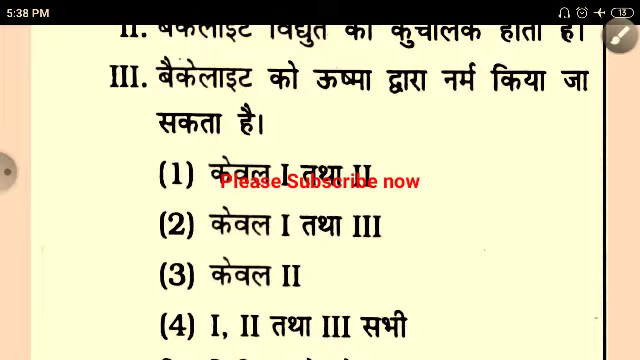 5:38 PM 13
II. बैकेलाइट विद्युत का कुचालक होता है।
III. बैकेलाइट को ऊष्मा द्वारा नर्म किया जा
सकता है।
(1) केवल I तथा II
Please Subscribe now
(2) केवल I तथा III
(3) केवल II
(4) I, II तथा III सभी